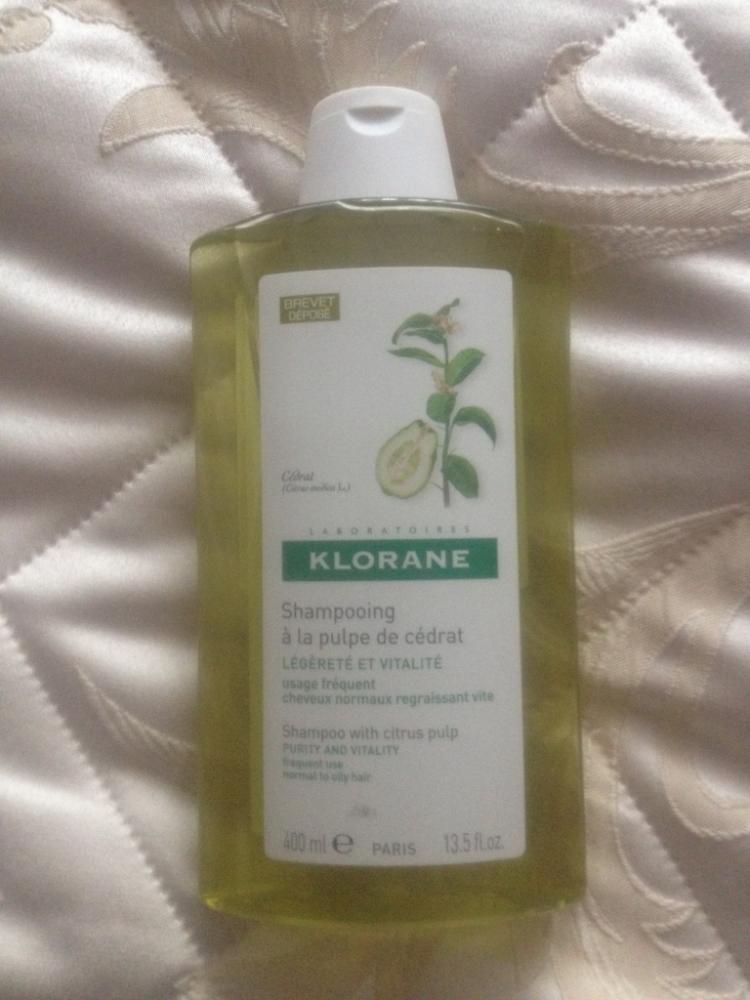 BREVET
DÉPOSÉ
Cédrat
(Citrus medica L.)
LABORATOIRES
KLORANE
Shampooing
à la pulpe de cédrat
LÉGÈRETÉ ET VITALITÉ
usage fréquent
cheveux normaux regraissant vite
Shampoo with citrus pulp
PURITY AND VITALITY
frequent use
normal to oily hair
400 ml e PARIS 13.5 fl.oz.